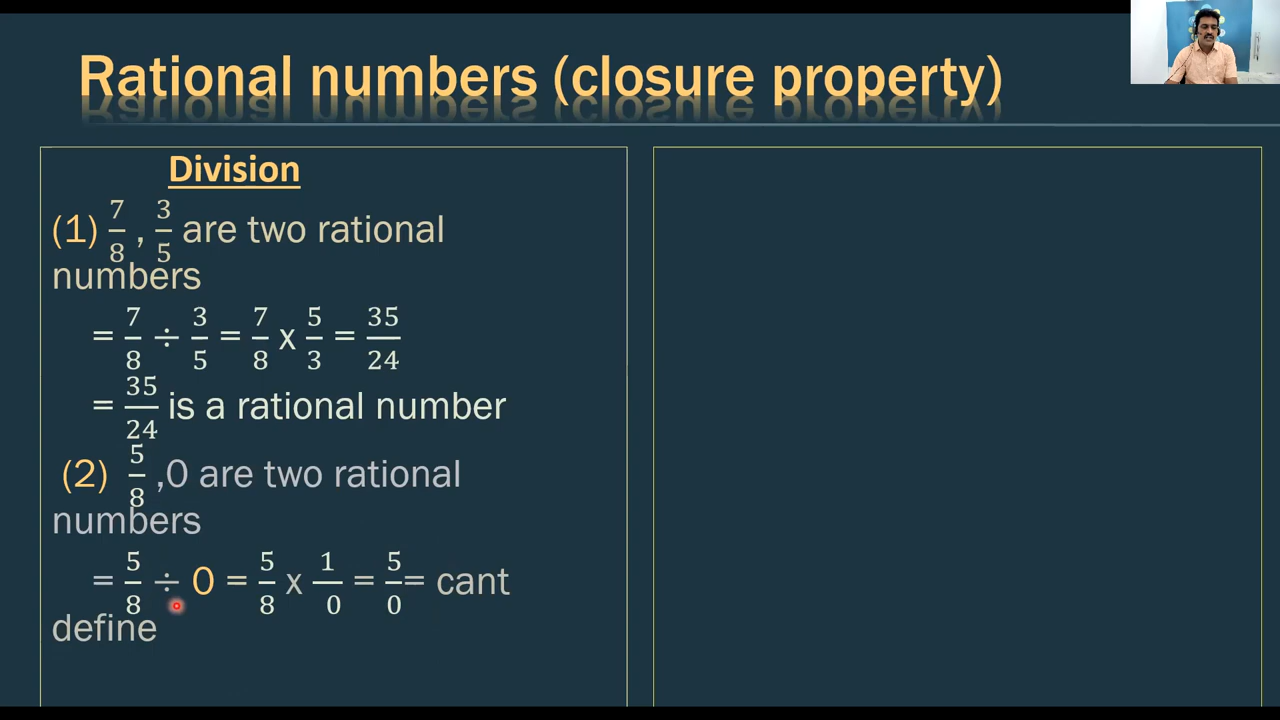 Rational numbers (closure property)
Division
(1) 7/8 , 3/5 are two rational
numbers
= 7/8 ÷ 3/5 = 7/8 x 5/3 = 35/24
= 35/24 is a rational number
(2) 5/8 ,0 are two rational
numbers
= 5/8 ÷ 0 = 5/8 x 1/0 = 5/0= cant
define